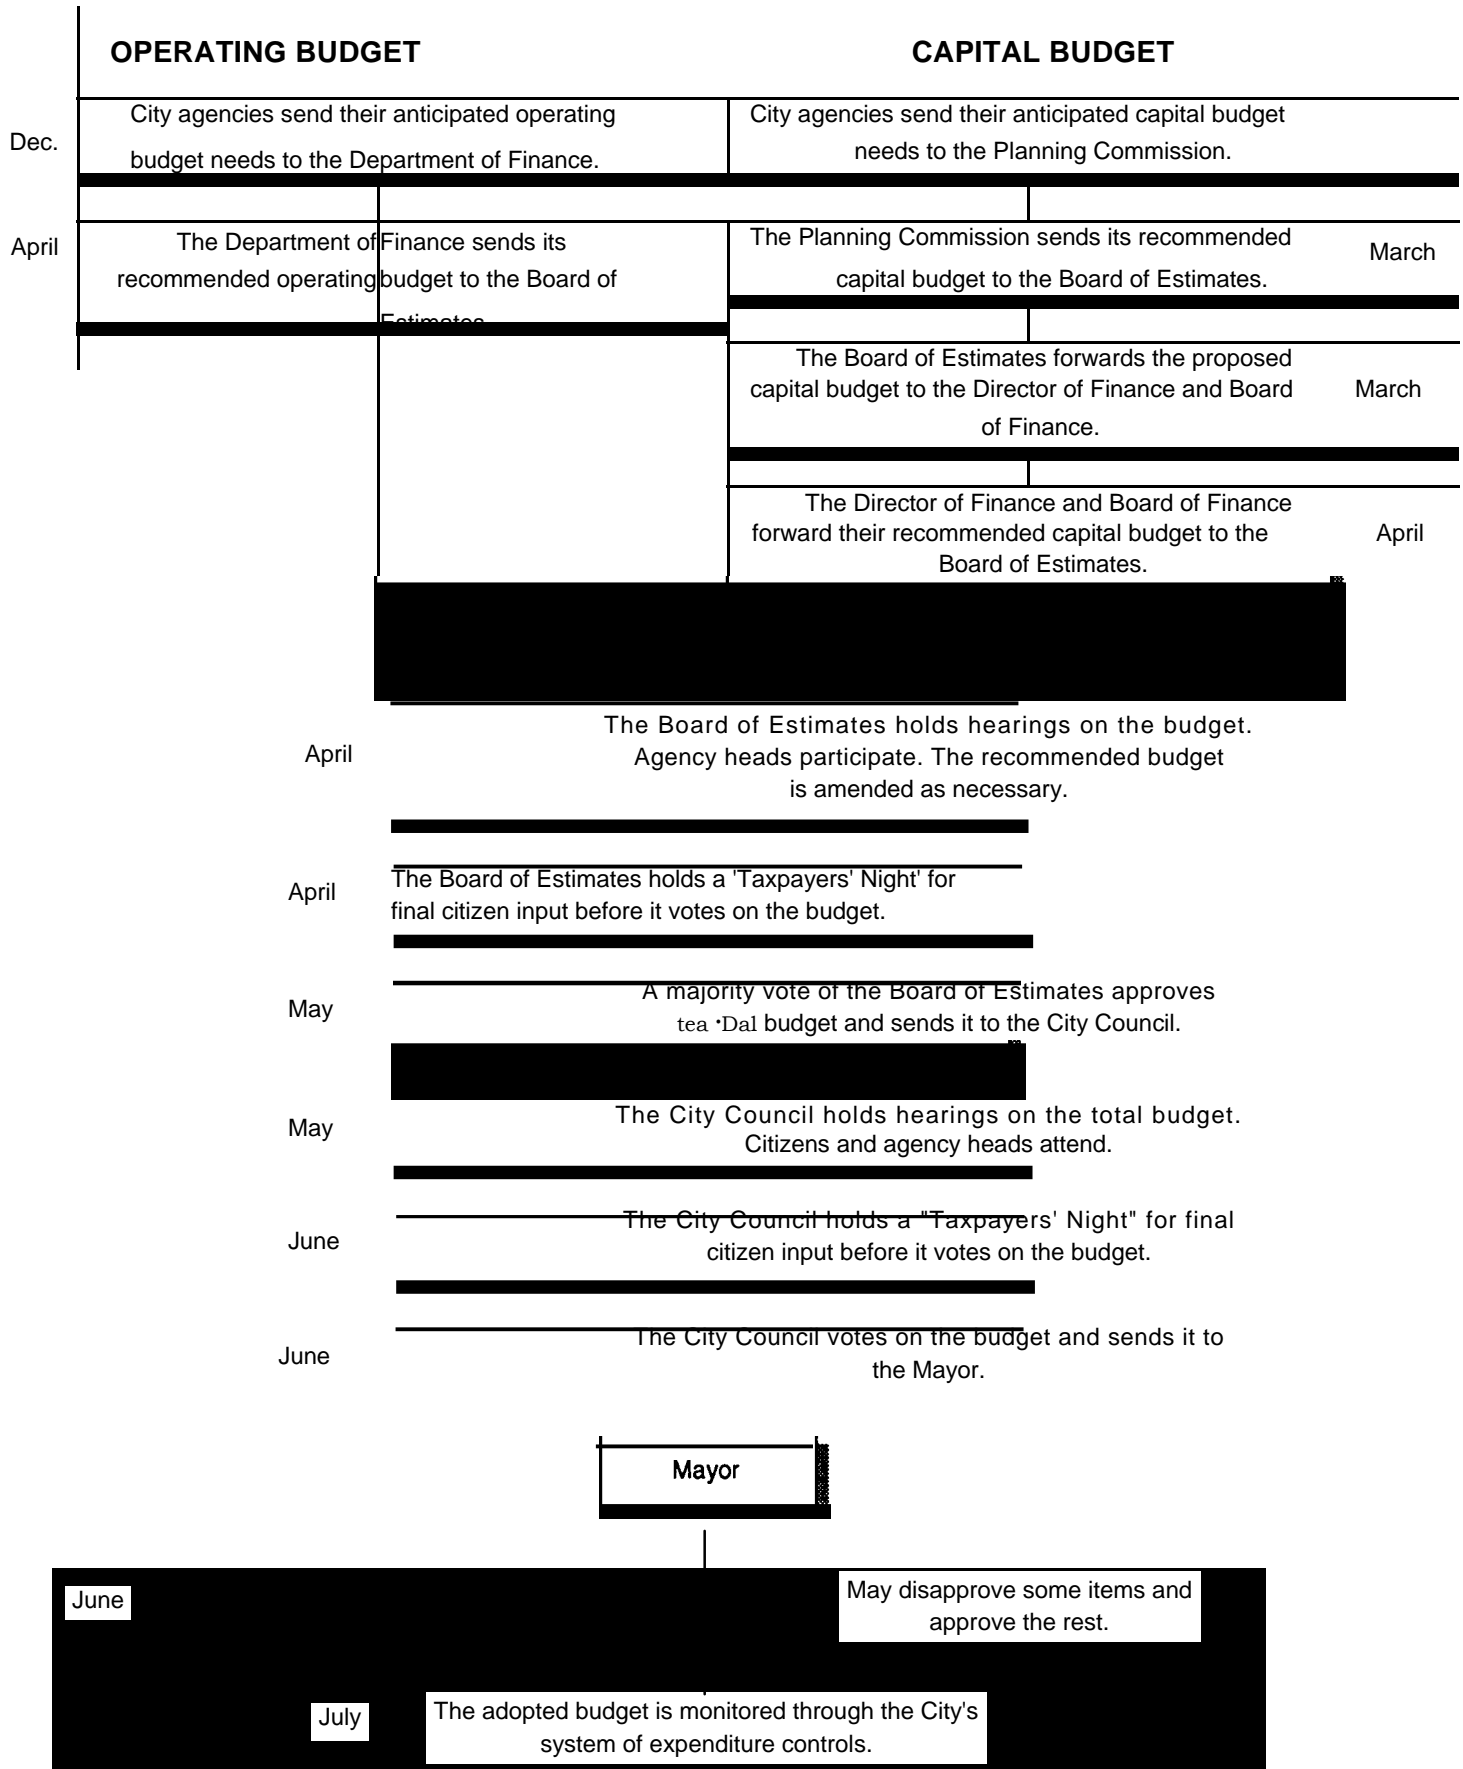 OPERATING BUDGET
CAPITAL BUDGET
Dec.
City agencies send their anticipated operating
budget needs to the Department of Finance.
City agencies send their anticipated capital budget
needs to the Planning Commission.
April
The Department of Finance sends its
recommended operating budget to the Board of
Estimates
The Planning Commission sends its recommended
capital budget to the Board of Estimates.
March
The Board of Estimates forwards the proposed
capital budget to the Director of Finance and Board
of Finance.
March
The Director of Finance and Board of Finance
forward their recommended capital budget to the
Board of Estimates.
April
April
The Board of Estimates holds hearings on the budget.
Agency heads participate. The recommended budget
is amended as necessary.
April
The Board of Estimates holds a 'Taxpayers' Night' for
final citizen input before it votes on the budget.
May
A majority vote of the Board of Estimates approves
tea •Dal budget and sends it to the City Council.
May
The City Council holds hearings on the total budget.
Citizens and agency heads attend.
June
The City Council holds a "Taxpayers' Night" for final
citizen input before it votes on the budget.
June
The City Council votes on the budget and sends it to
the Mayor.
Mayor
June
May disapprove some items and
approve the rest.
July
The adopted budget is monitored through the City's
system of expenditure controls.